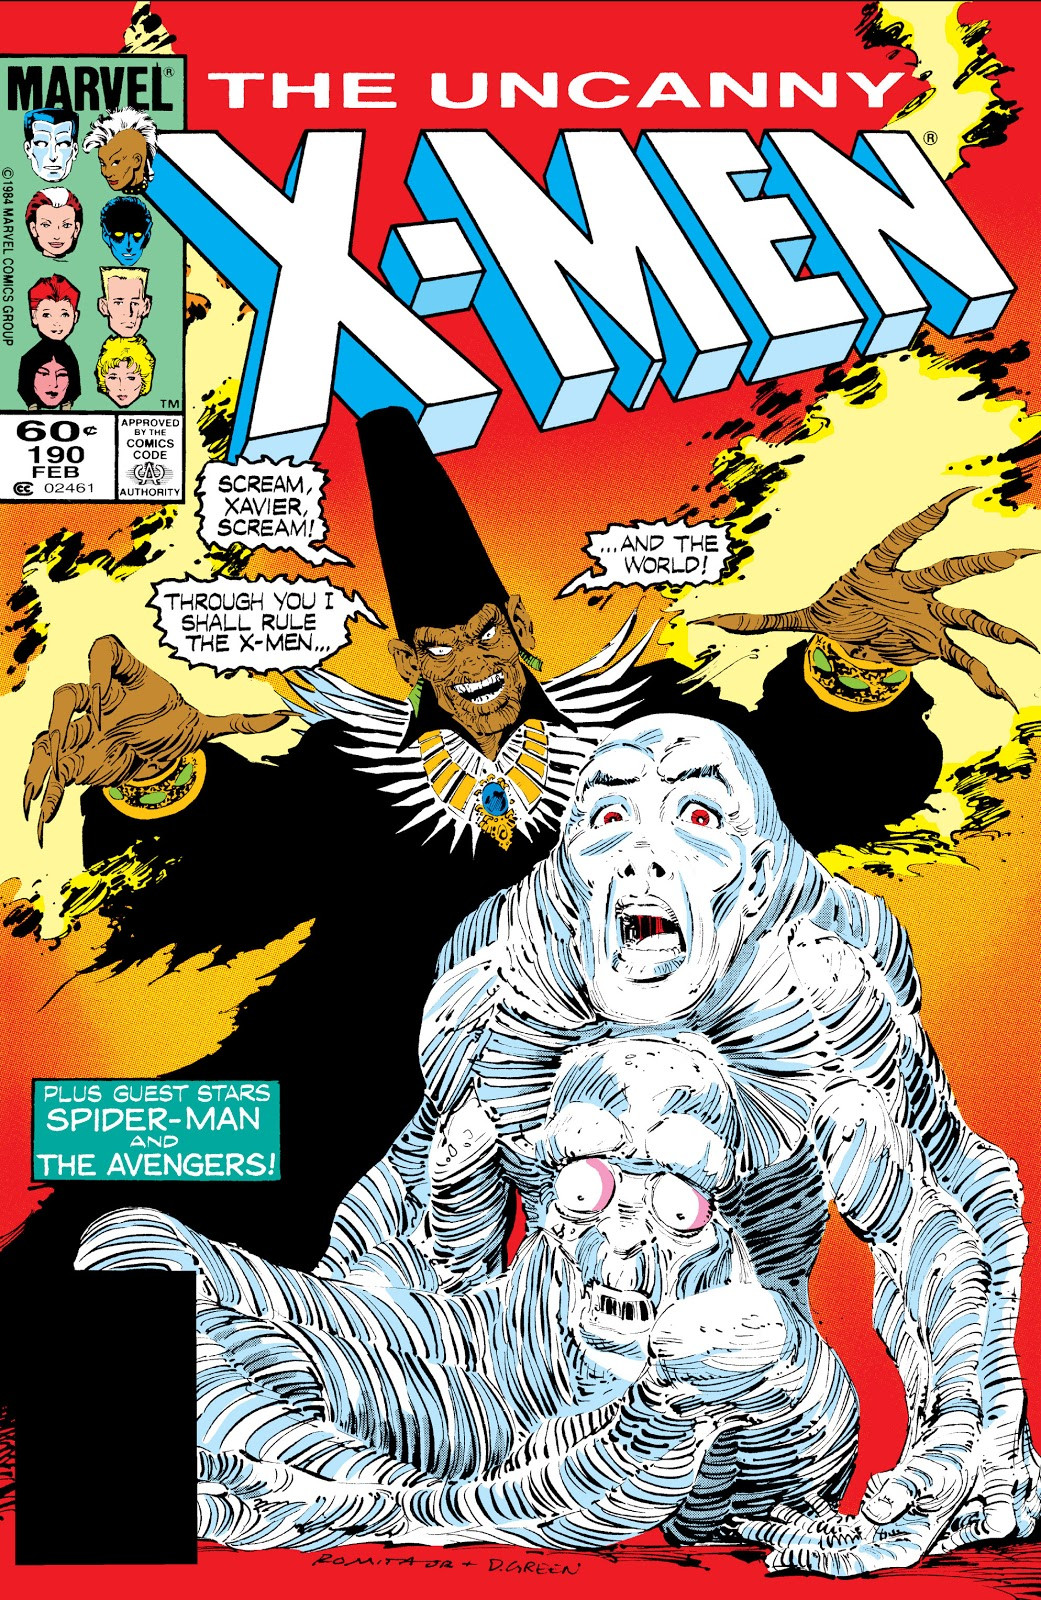 MARVEL®
THE UNCANNY
X-MEN®
©1984 MARVEL COMICS GROUP
TM
60¢
190
FEB
CC 02461
APPROVED
BY THE
COMICS
CODE
CA
AUTHORITY
SCREAM,
XAVIER,
SCREAM!
THROUGH YOU I
SHALL RULE
THE X-MEN...
...AND THE
WORLD!
PLUS GUEST STARS
SPIDER-MAN
AND
THE AVENGERS!
ROMITA JR + D.GREEN